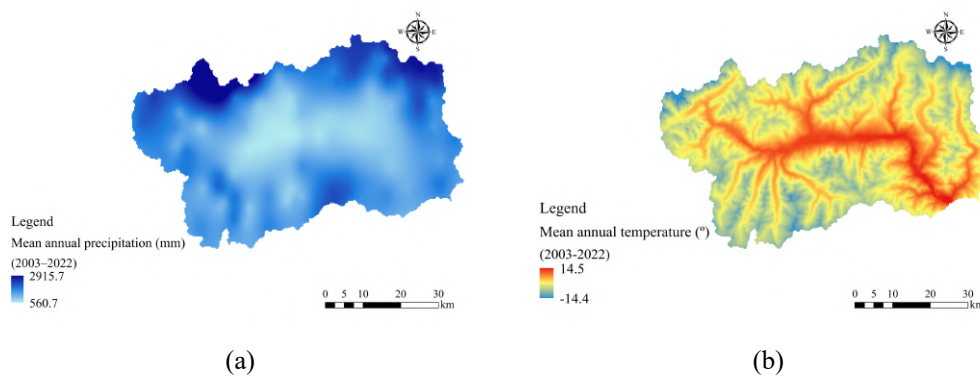 N
W E
S
Legend
Mean annual precipitation (mm)
(2003–2022)
2915.7
560.7
0 5 10 20 30
km
(a)
N
W E
S
Legend
Mean annual temperature (º)
(2003-2022)
14.5
-14.4
0 5 10 20 30
km
(b)